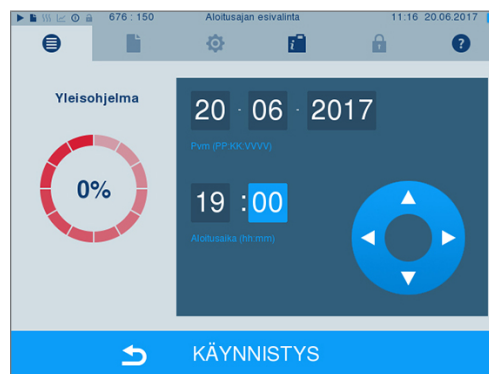 676 : 150 Aloitusajan esivalinta 11:16 20.06.2017
Yleisohjelma
0%
20 . 06 . 2017
Pvm (PP:KK:VVVV)
19 : 00
Aloitusaika (hh:mm)
KÄYNNISTYS